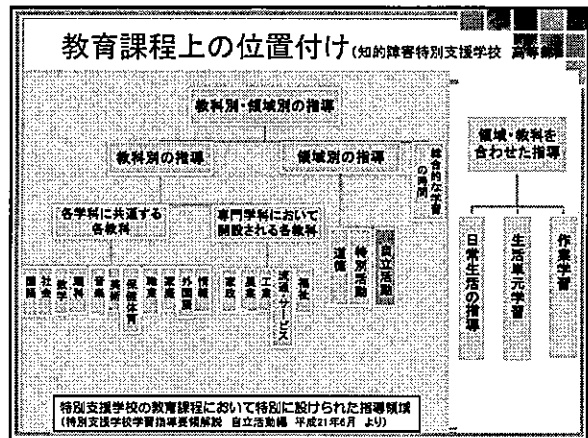 教育課程上の位置付け(知的障害特別支援学校 高等部)
教科別・領域別の指導
教科別の指導
領域別の指導
総合的な学習の時間
領域・教科を
合わせた指導
各学科に共通する
各教科
専門学科において
開設される各教科
国語
社会
数学
理科
音楽
美術
保健体育
職業
家庭
外国語
情報
家政
農業
工業
流通・サービス
福祉
道徳
特別活動
自立活動
日常生活の指導
生活単元学習
作業学習
特別支援学校の教育課程において特別に設けられた指導領域
(特別支援学校学習指導要領解説 自立活動編 平成21年6月 より)